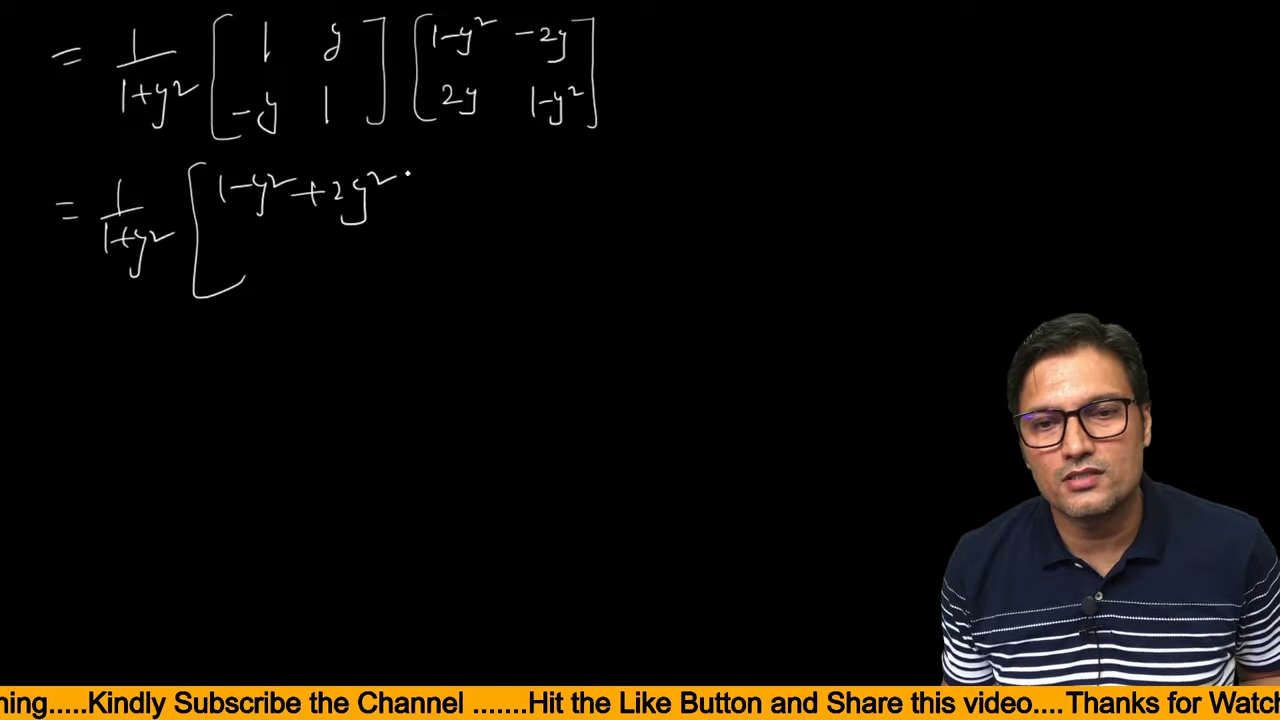 = 1/(1+y²) [1 y; -y 1] [1-y² -2y; 2y 1-y²]
= 1/(1+y²) [1-y²+2y²
ning.....Kindly Subscribe the Channel .......Hit the Like Button and Share this video....Thanks for Watc